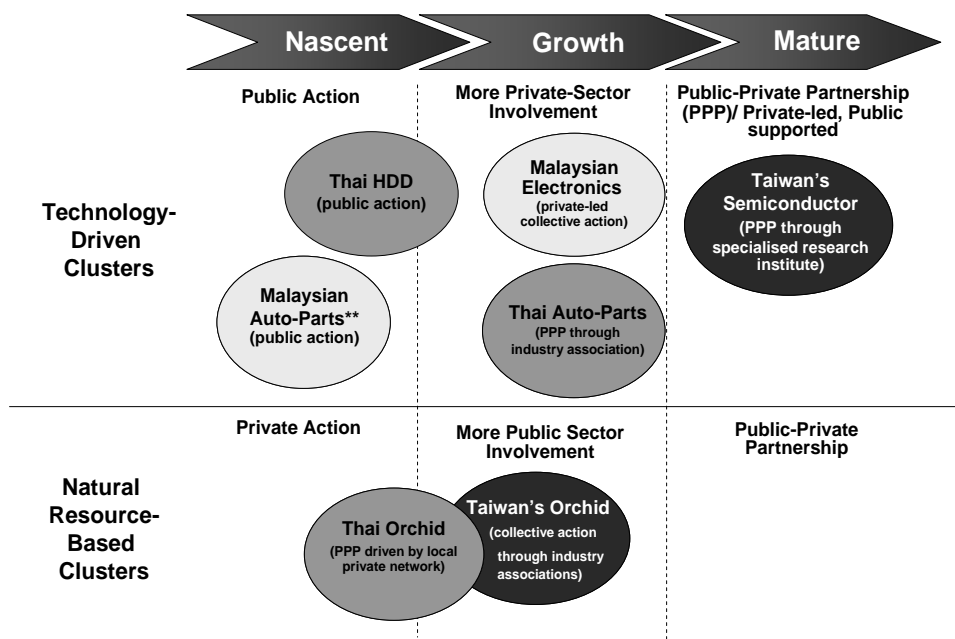 Nascent
Growth
Mature
Public Action
More Private-Sector
Involvement
Public-Private Partnership
(PPP)/ Private-led, Public
supported
Technology-
Driven
Clusters
Thai HDD
(public action)
Malaysian
Electronics
(private-led
collective action)
Taiwan's
Semiconductor
(PPP through
specialised research
institute)
Malaysian
Auto-Parts**
(public action)
Thai Auto-Parts
(PPP through
industry association)
Private Action
More Public Sector
Involvement
Public-Private
Partnership
Natural
Resource-
Based
Clusters
Thai Orchid
(PPP driven by local
private network)
Taiwan's Orchid
(collective action
through industry
associations)